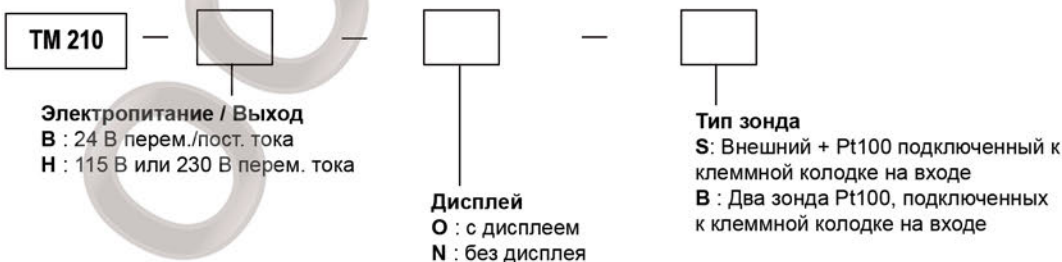 TM 210 — —  —
Электропитание / Выход
B : 24 В перем./пост. тока
H : 115 В или 230 В перем. тока
Дисплей
O : с дисплеем
N : без дисплея
Тип зонда
S: Внешний + Pt100 подключенный к
клеммной колодке на входе
B : Два зонда Pt100, подключенных
к клеммной колодке на входе